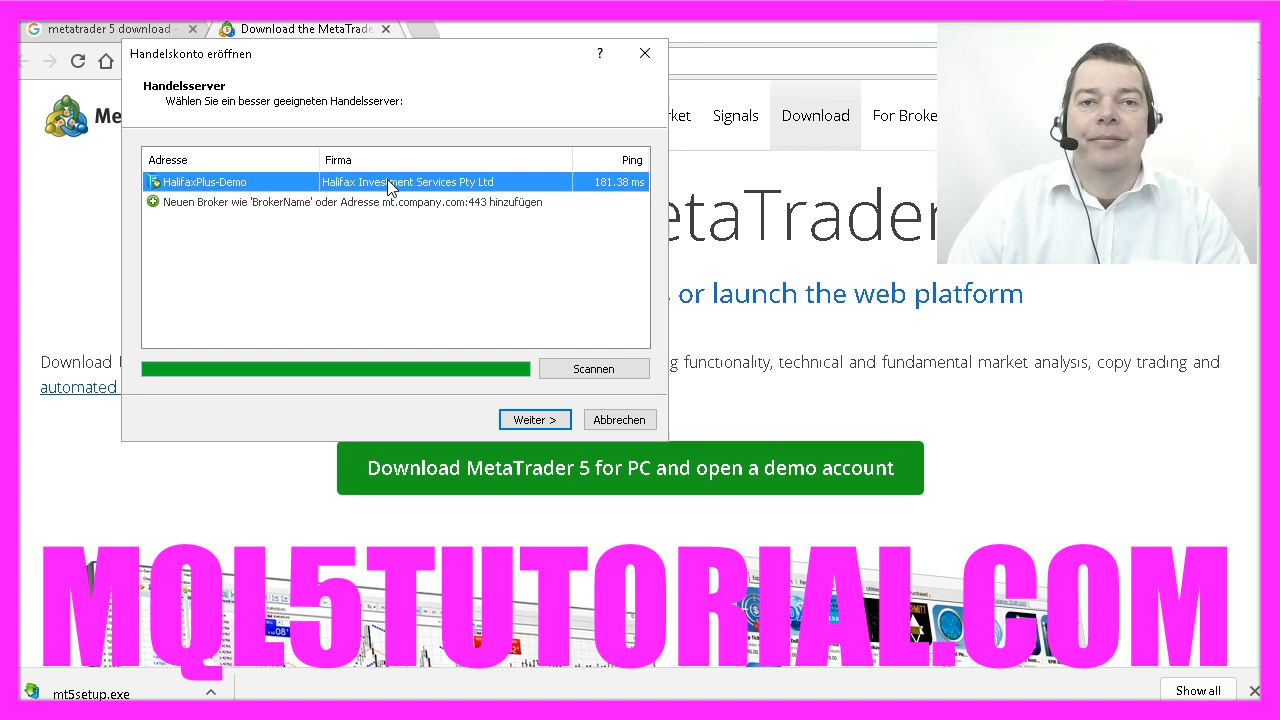 metatrader 5 download -
Download the MetaTrade
Handelskonto eröffnen
Handelsserver
Wählen Sie ein besser geeigneten Handelsserver:
Adresse Firma Ping
HalifaxPlus-Demo Halifax Investment Services Pty Ltd 181.38 ms
Neuen Broker wie 'BrokerName' oder Adresse mt.company.com:443 hinzufügen
Scannen
Weiter > Abbrechen
Me
rket Signals Download For Broke
etaTrader
or launch the web platform
Download
g functionality, technical and fundamental market analysis, copy trading and
automated
Download MetaTrader 5 for PC and open a demo account
MQL5TUTORIAL.COM
mt5setup.exe
Show all